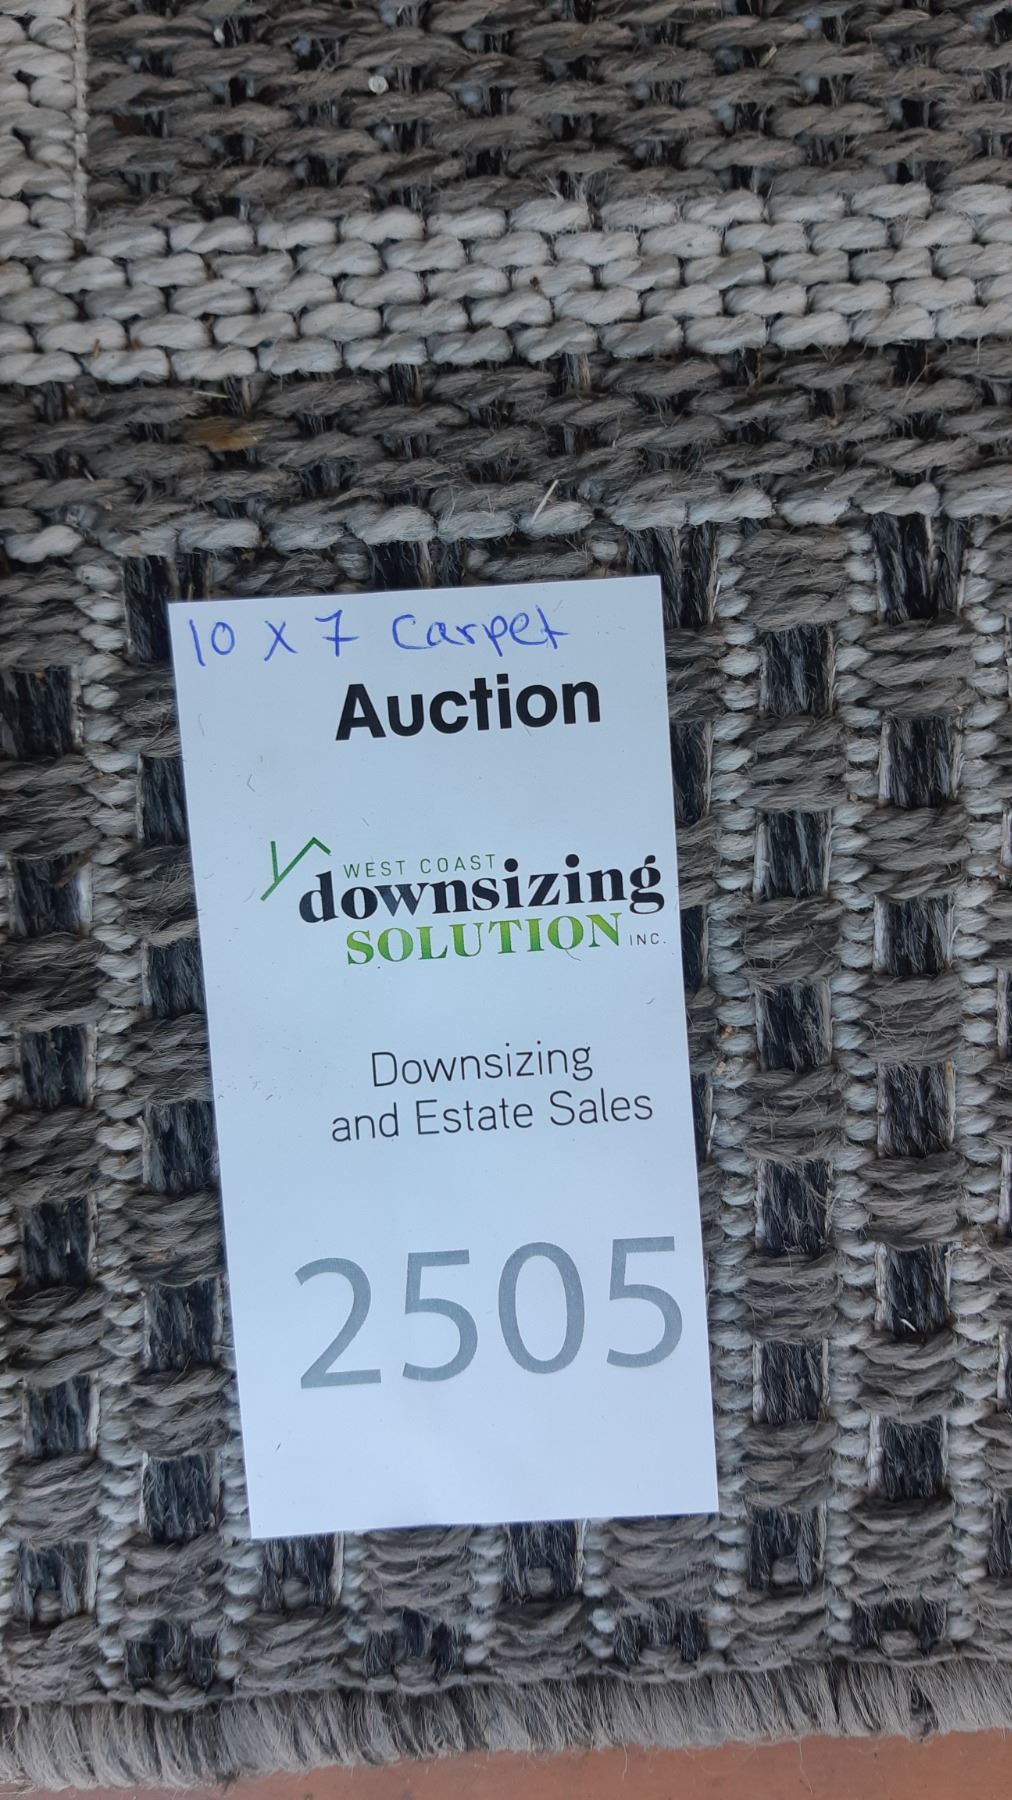 10 x 7 Carpet
Auction
WEST COAST
downsizing
SOLUTION INC.
Downsizing
and Estate Sales
2505